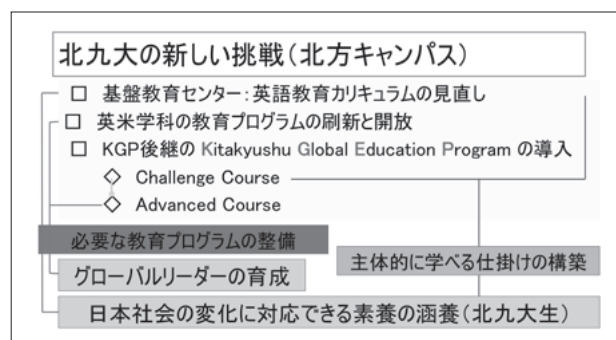 北九大の新しい挑戦（北方キャンパス）
□ 基盤教育センター：英語教育カリキュラムの見直し
□ 英米学科の教育プログラムの刷新と開放
□ KGP後継の Kitakyushu Global Education Program の導入
◇ Challenge Course
◇ Advanced Course
必要な教育プログラムの整備
主体的に学べる仕掛けの構築
グローバルリーダーの育成
日本社会の変化に対応できる素養の涵養（北九大生）